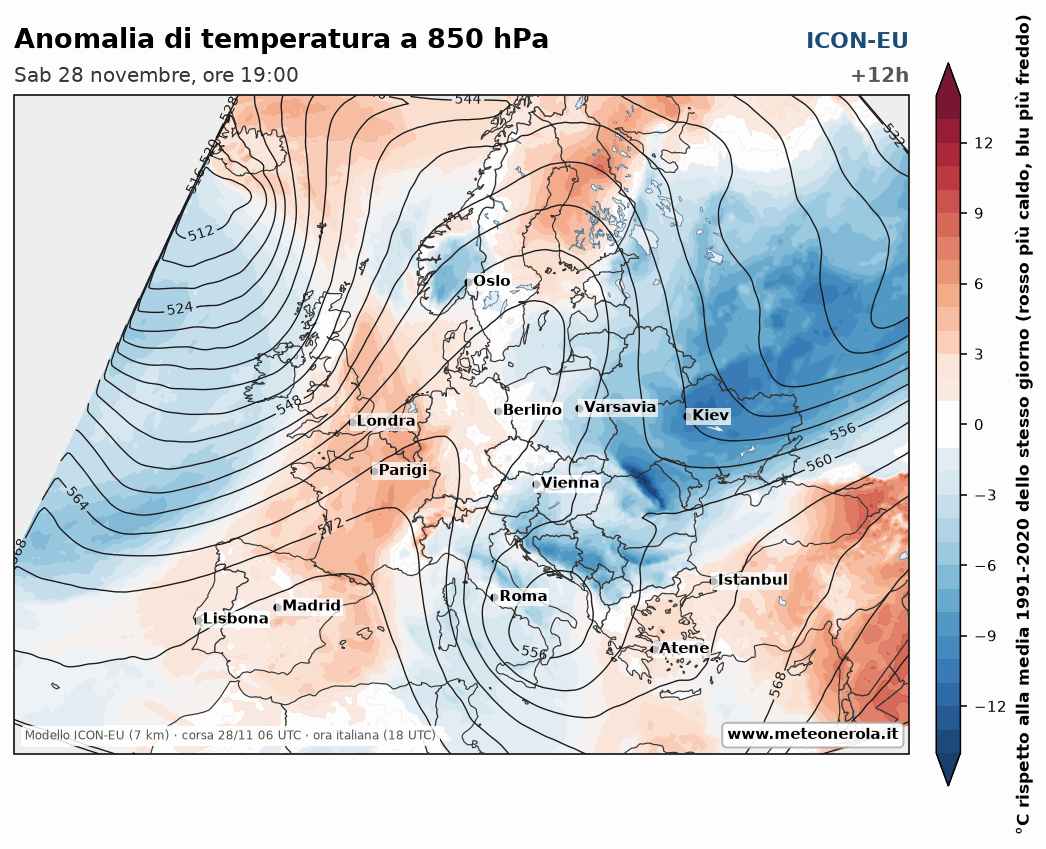 Anomalia di temperatura a 850 hPa
ICON-EU
Sab 28 novembre, ore 19:00
+12h
544
528
532
520
516
512
524
Oslo
548
Berlino
Varsavia
Kiev
Londra
556
560
Parigi
Vienna
564
572
568
Istanbul
Roma
Madrid
Lisbona
Atene
556
568
Modello ICON-EU (7 km) · corsa 28/11 06 UTC · ora italiana (18 UTC)
www.meteonerola.it
12
9
6
3
0
−3
−6
−9
−12
°C rispetto alla media 1991-2020 dello stesso giorno (rosso più caldo, blu più freddo)